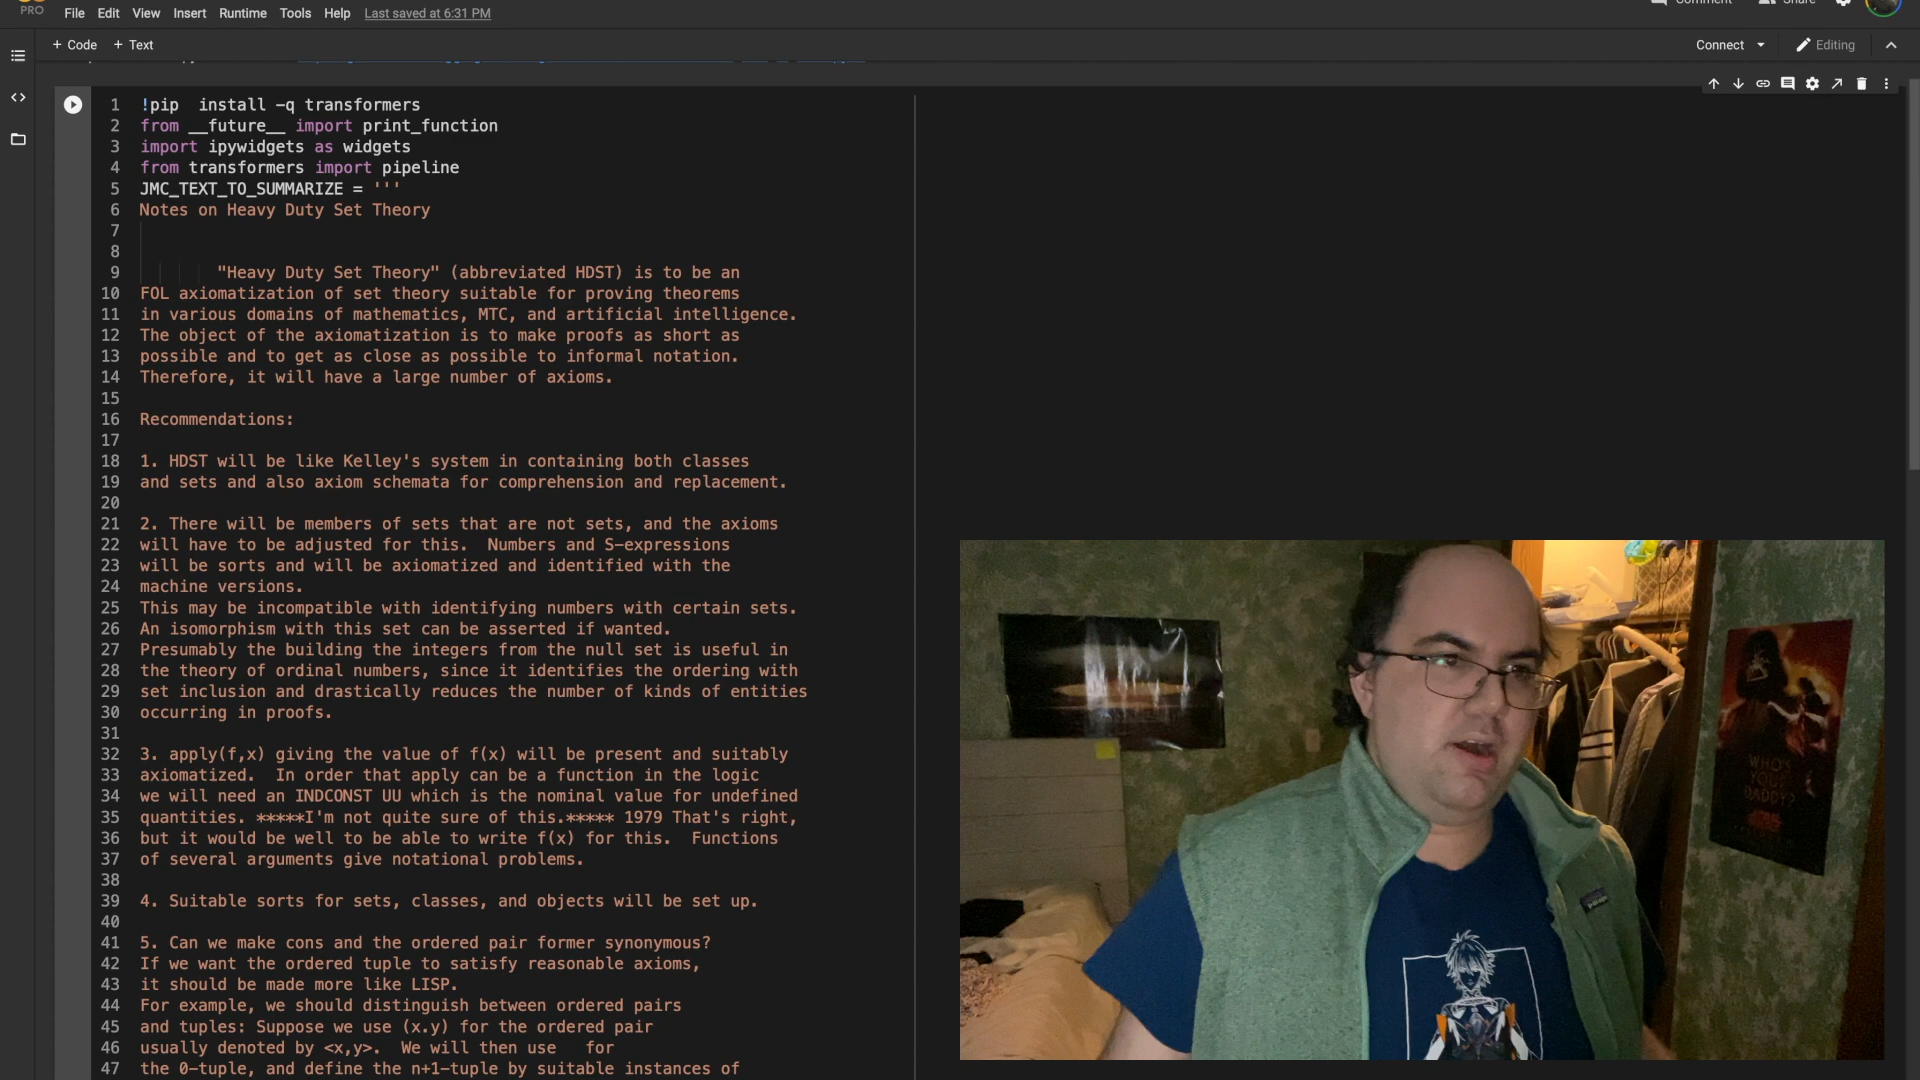 PRO
File Edit View Insert Runtime Tools Help Last saved at 6:31 PM
Comment Share
+ Code + Text
Connect Editing
1 !pip  install -q transformers
2 from __future__ import print_function
3 import ipywidgets as widgets
4 from transformers import pipeline
5 JMC_TEXT_TO_SUMMARIZE = '''
6 Notes on Heavy Duty Set Theory
7
8
9 "Heavy Duty Set Theory" (abbreviated HDST) is to be an
10 FOL axiomatization of set theory suitable for proving theorems
11 in various domains of mathematics, MTC, and artificial intelligence.
12 The object of the axiomatization is to make proofs as short as
13 possible and to get as close as possible to informal notation.
14 Therefore, it will have a large number of axioms.
15
16 Recommendations:
17
18 1. HDST will be like Kelley's system in containing both classes
19 and sets and also axiom schemata for comprehension and replacement.
20
21 2. There will be members of sets that are not sets, and the axioms
22 will have to be adjusted for this.  Numbers and S-expressions
23 will be sorts and will be axiomatized and identified with the
24 machine versions.
25 This may be incompatible with identifying numbers with certain sets.
26 An isomorphism with this set can be asserted if wanted.
27 Presumably the building the integers from the null set is useful in
28 the theory of ordinal numbers, since it identifies the ordering with
29 set inclusion and drastically reduces the number of kinds of entities
30 occurring in proofs.
31
32 3. apply(f,x) giving the value of f(x) will be present and suitably
33 axiomatized.  In order that apply can be a function in the logic
34 we will need an INDCONST UU which is the nominal value for undefined
35 quantities. *****I'm not quite sure of this.***** 1979 That's right,
36 but it would be well to be able to write f(x) for this.  Functions
37 of several arguments give notational problems.
38
39 4. Suitable sorts for sets, classes, and objects will be set up.
40
41 5. Can we make cons and the ordered pair former synonymous?
42 If we want the ordered tuple to satisfy reasonable axioms,
43 it should be made more like LISP.
44 For example, we should distinguish between ordered pairs
45 and tuples: Suppose we use (x.y) for the ordered pair
46 usually denoted by <x,y>.  We will then use   for
47 the 0-tuple, and define the n+1-tuple by suitable instances of
WHO'S
YOUR
DADDY?
STAR
patagonia